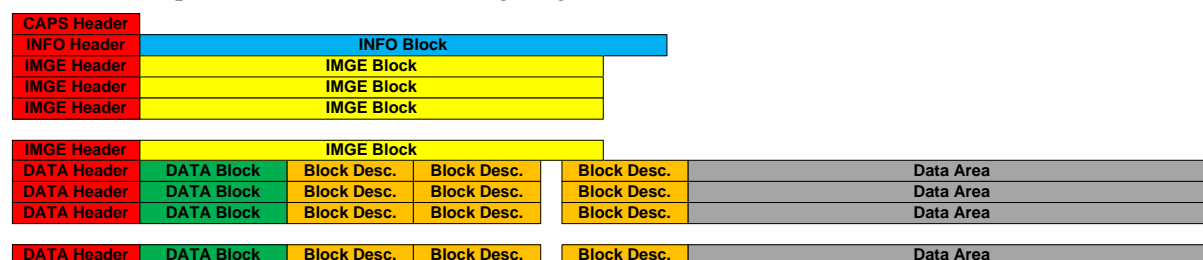 CAPS Header
INFO Header INFO Block
IMGE Header IMGE Block
IMGE Header IMGE Block
IMGE Header IMGE Block
IMGE Header IMGE Block
DATA Header DATA Block Block Desc. Block Desc. Block Desc. Data Area
DATA Header DATA Block Block Desc. Block Desc. Block Desc. Data Area
DATA Header DATA Block Block Desc. Block Desc. Block Desc. Data Area
DATA Header DATA Block Block Desc. Block Desc. Block Desc. Data Area